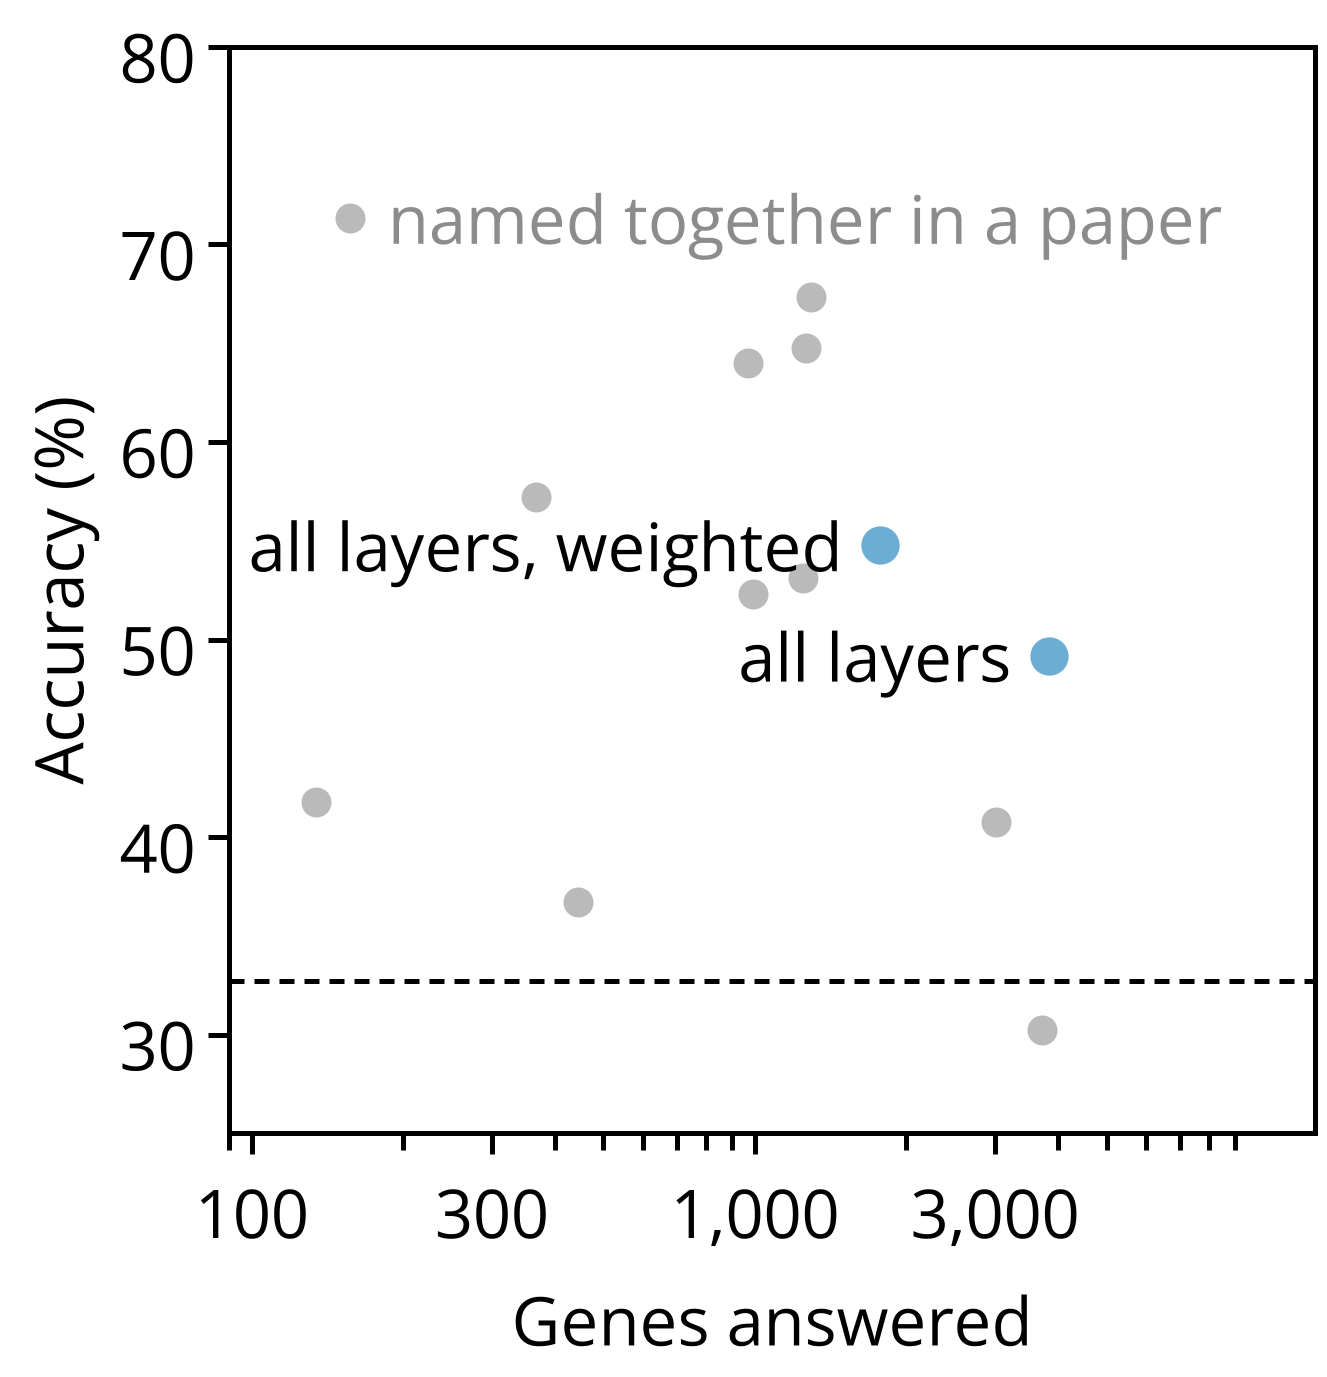 80
named together in a paper
70
60
all layers, weighted
50
all layers
40
30
Accuracy (%)
100 300 1,000 3,000
Genes answered